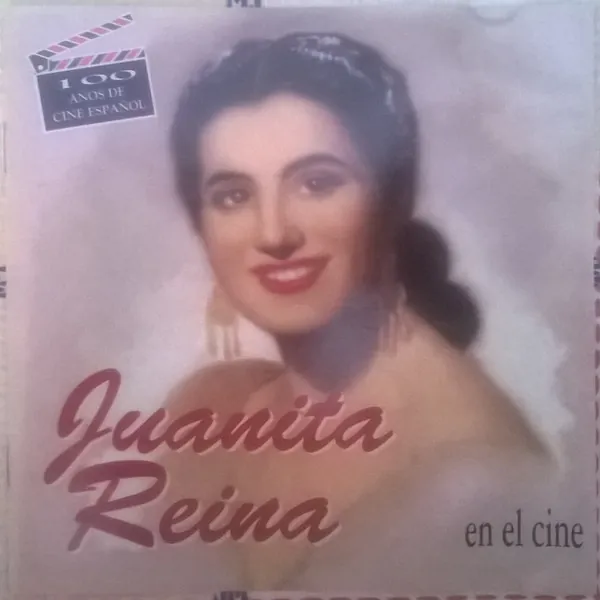 100
AÑOS DE
CINE ESPAÑOL
Juanita
Reina
en el cine